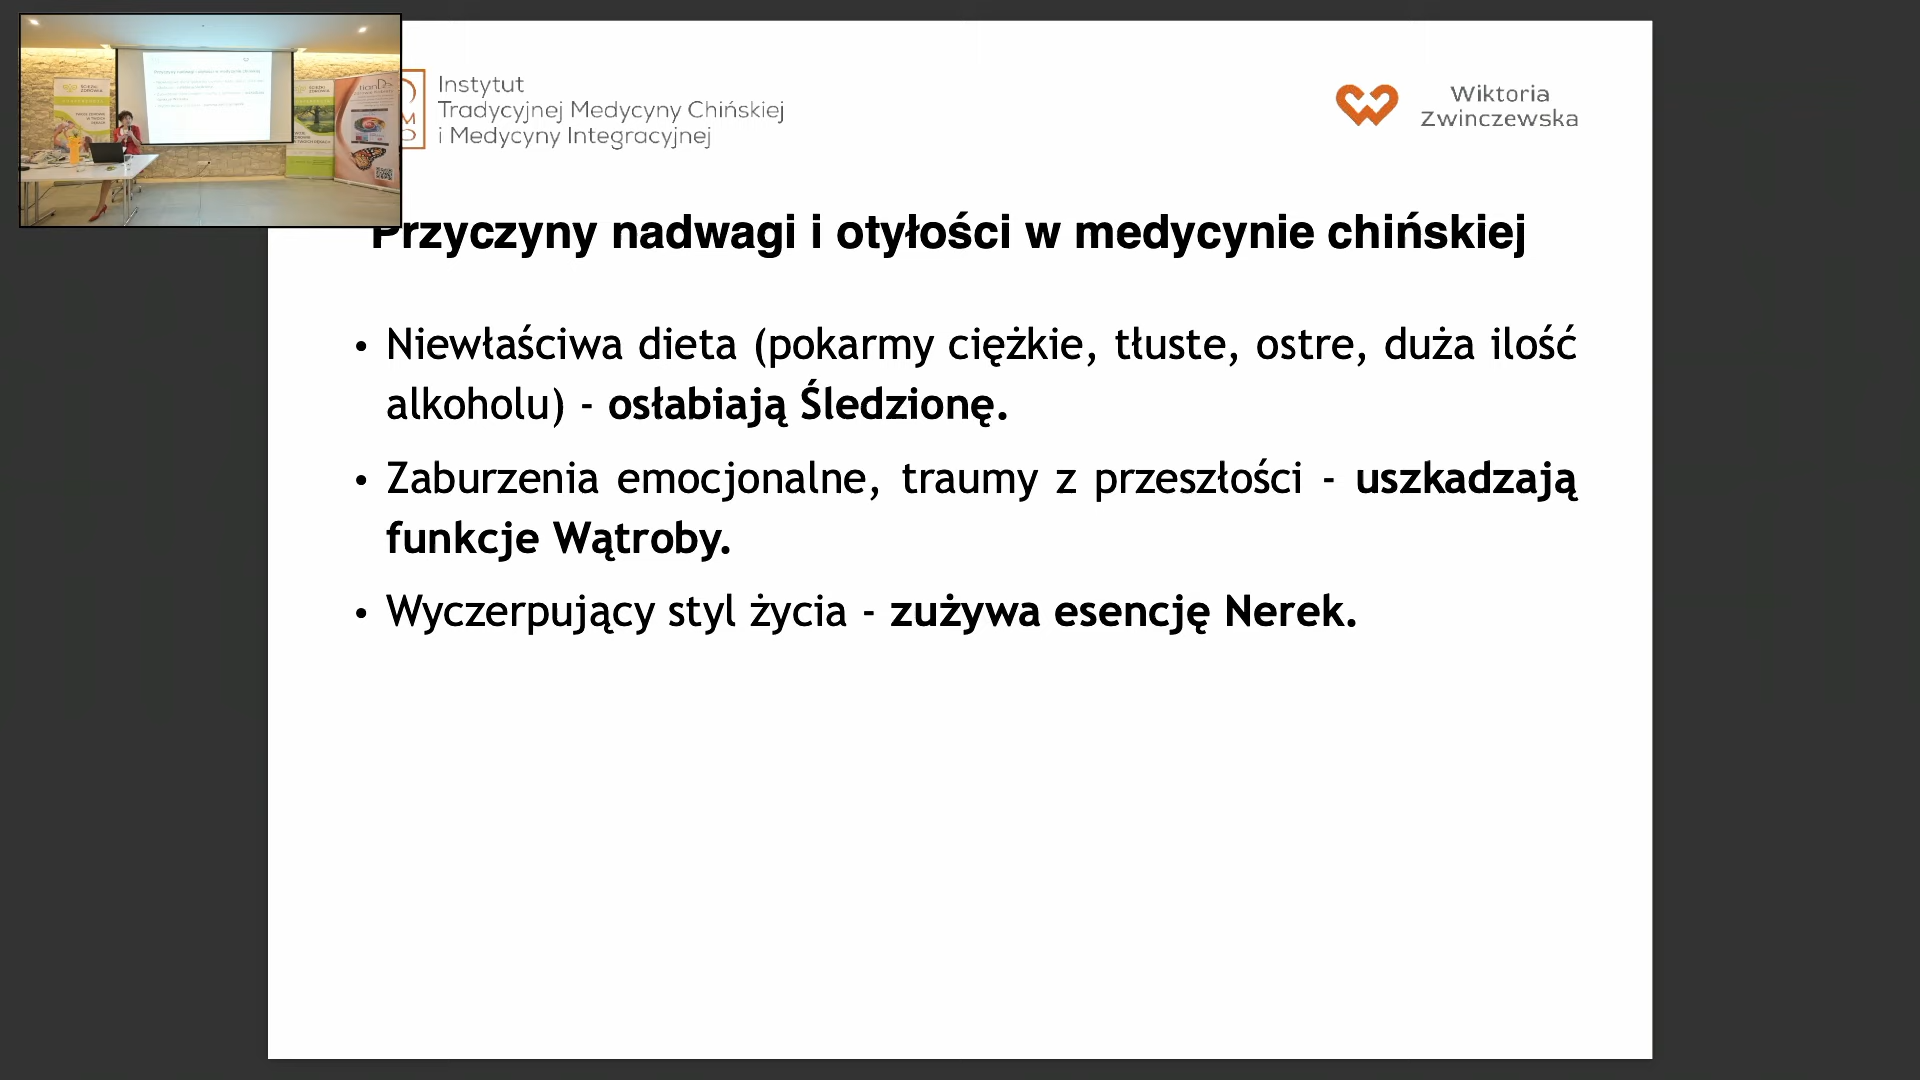 Instytut
Tradycyjnej Medycyny Chińskiej
i Medycyny Integracyjnej
Wiktoria
Zwinczewska
Przyczyny nadwagi i otyłości w medycynie chińskiej
• Niewłaściwa dieta (pokarmy ciężkie, tłuste, ostre, duża ilość
alkoholu) - osłabiają Śledzionę.
• Zaburzenia emocjonalne, traumy z przeszłości - uszkadzają
funkcje Wątroby.
• Wyczerpujący styl życia - zużywa esencję Nerek.